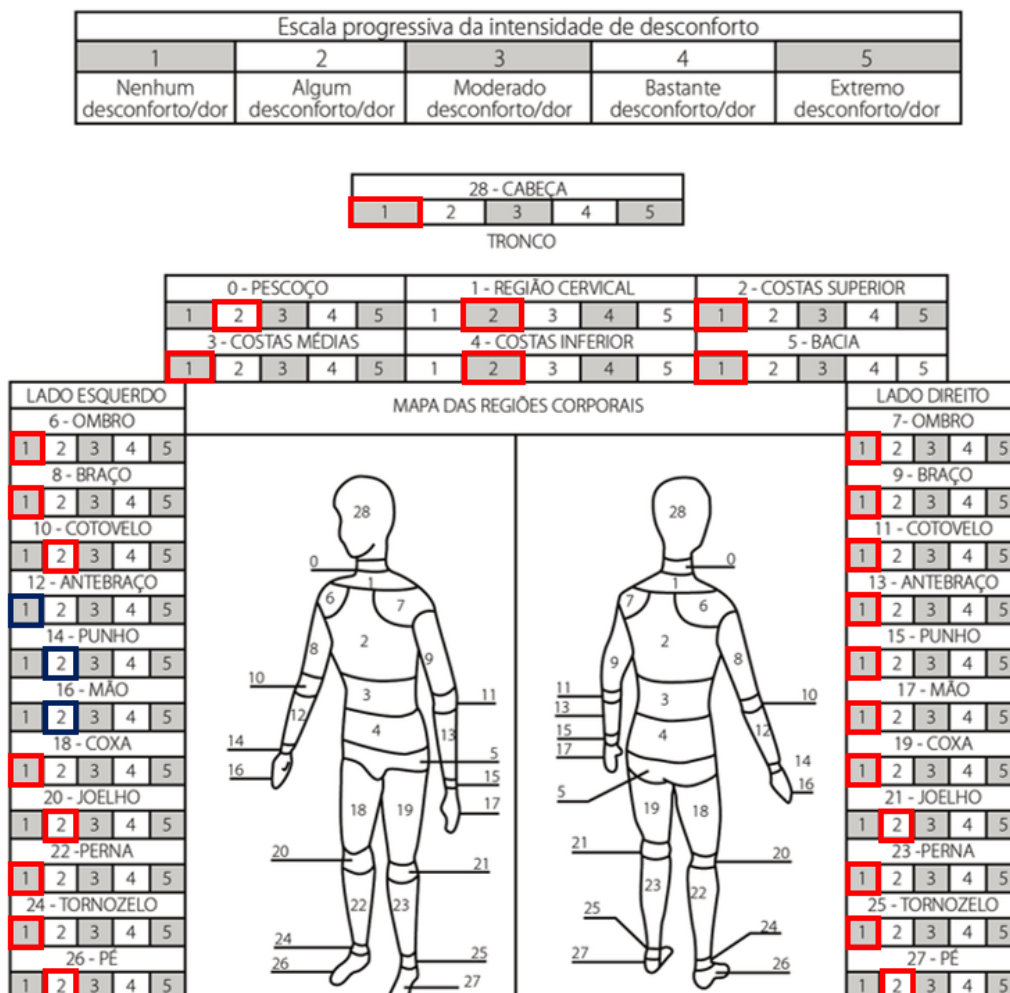 Escala progressiva da intensidade de desconforto
1 2 3 4 5
Nenhum desconforto/dor Algum desconforto/dor Moderado desconforto/dor Bastante desconforto/dor Extremo desconforto/dor
28 - CABEÇA
1 2 3 4 5
TRONCO
0 - PESCOÇO 1 - REGIÃO CERVICAL 2 - COSTAS SUPERIOR
1 2 3 4 5 1 2 3 4 5 1 2 3 4 5
3 - COSTAS MÉDIAS 4 - COSTAS INFERIOR 5 - BACIA
1 2 3 4 5 1 2 3 4 5 1 2 3 4 5
LADO ESQUERDO
6 - OMBRO
1 2 3 4 5
8 - BRAÇO
1 2 3 4 5
10 - COTOVELO
1 2 3 4 5
12 - ANTEBRAÇO
1 2 3 4 5
14 - PUNHO
1 2 3 4 5
16 - MÃO
1 2 3 4 5
18 - COXA
1 2 3 4 5
20 - JOELHO
1 2 3 4 5
22 -PERNA
1 2 3 4 5
24 - TORNOZELO
1 2 3 4 5
26 - PÉ
1 2 3 4 5
MAPA DAS REGIÕES CORPORAIS
28
0
1
6 7
2
8 9
10 3 11
12 4 13
14 5
16 15
17
18 19
20 21
22 23
24 25
26 27
28
0
1
7 6
2
9 8
11 3 10
13
15 4 12
17 14
16
5
19 18
21 20
23 22
25 24
27 26
LADO DIREITO
7- OMBRO
1 2 3 4 5
9 - BRAÇO
1 2 3 4 5
11 - COTOVELO
1 2 3 4 5
13 - ANTEBRAÇO
1 2 3 4 5
15 - PUNHO
1 2 3 4 5
17 - MÃO
1 2 3 4 5
19 - COXA
1 2 3 4 5
21 - JOELHO
1 2 3 4 5
23 -PERNA
1 2 3 4 5
25 - TORNOZELO
1 2 3 4 5
27 - PÉ
1 2 3 4 5